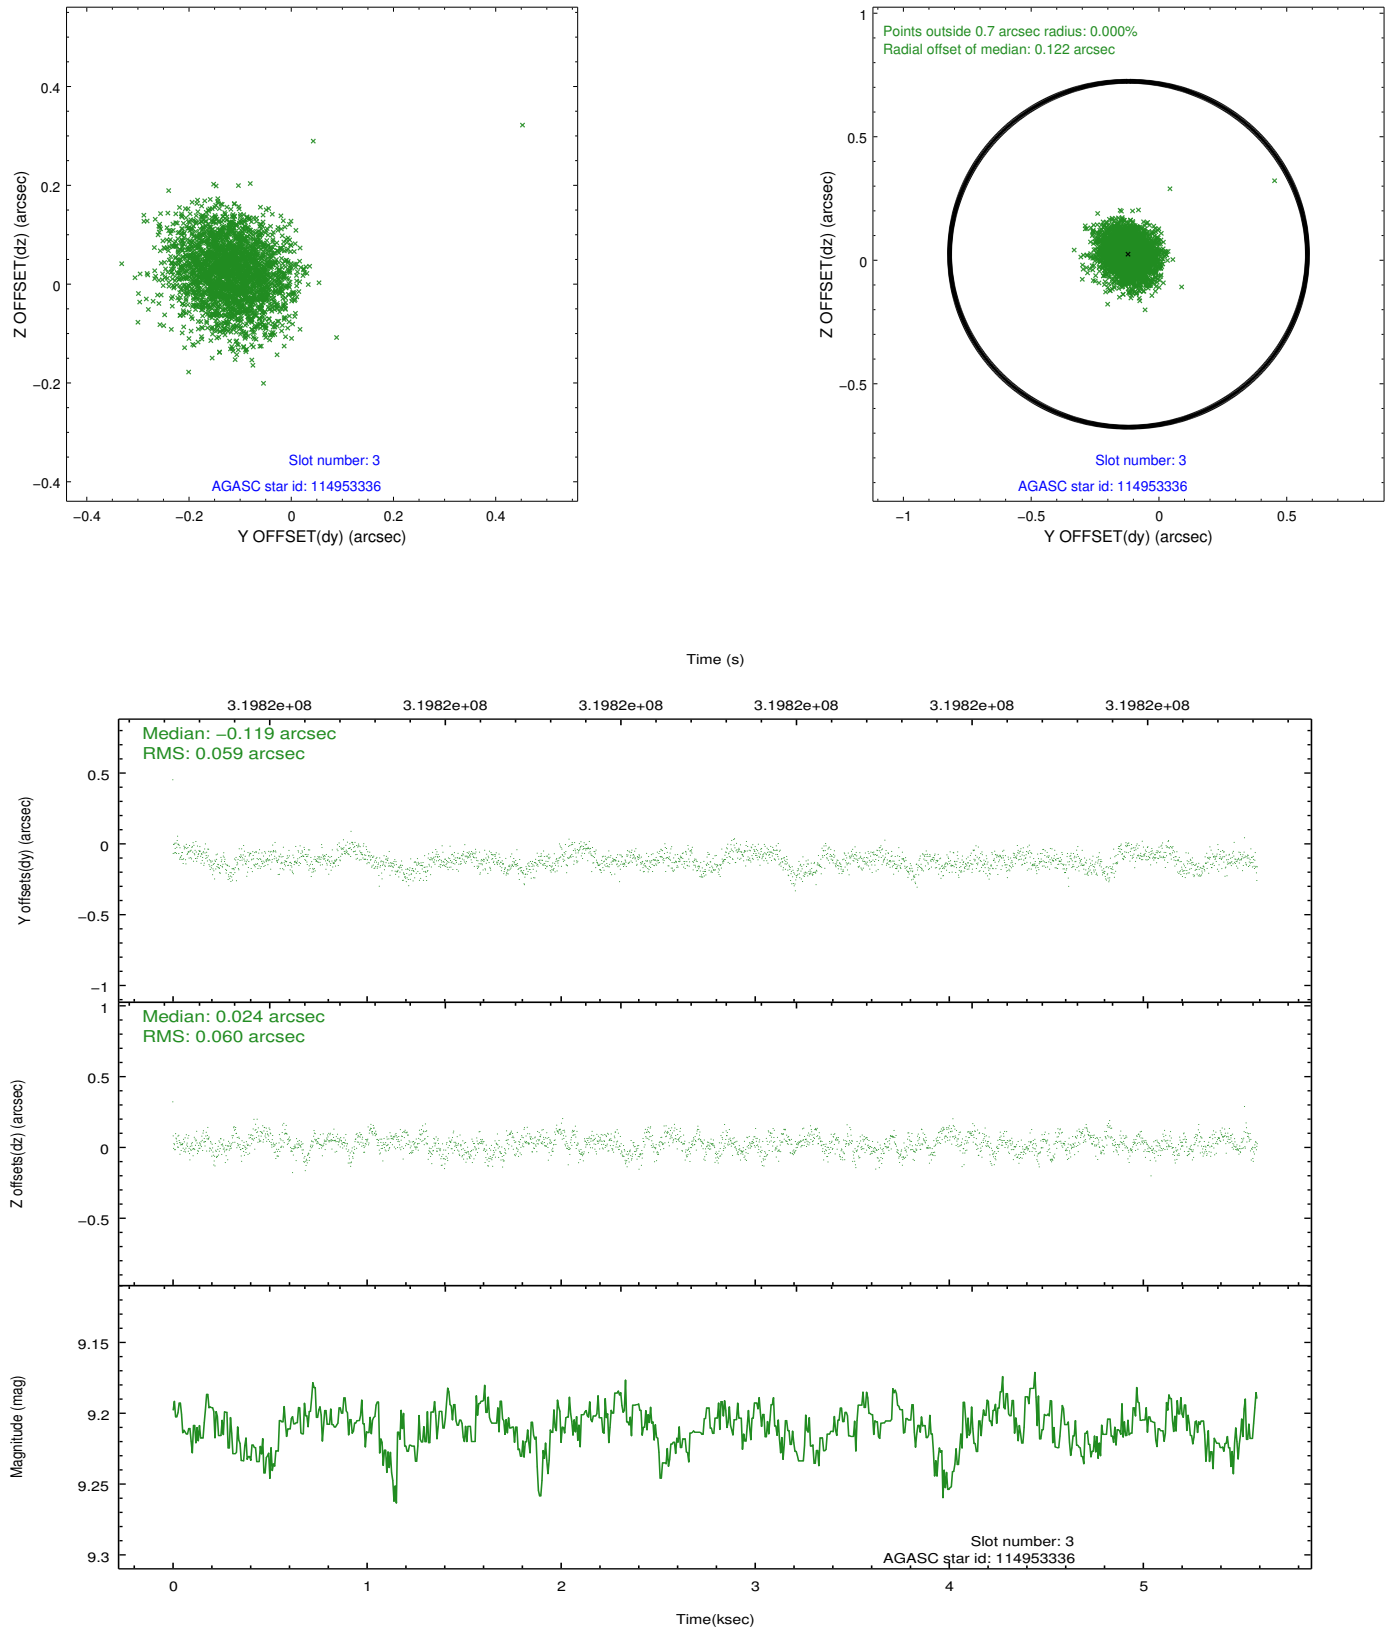 0.4
0.2
0
−0.2
−0.4
Z OFFSET(dz) (arcsec)
Slot number: 3
AGASC star id: 114953336
−0.4 −0.2 0 0.2 0.4
Y OFFSET(dy) (arcsec)
Points outside 0.7 arcsec radius: 0.000%
Radial offset of median: 0.122 arcsec
1
0.5
0
−0.5
Z OFFSET(dz) (arcsec)
Slot number: 3
AGASC star id: 114953336
−1 −0.5 0 0.5
Y OFFSET(dy) (arcsec)
Time (s)
3.1982e+08 3.1982e+08 3.1982e+08 3.1982e+08 3.1982e+08 3.1982e+08
Median: −0.119 arcsec
RMS: 0.059 arcsec
0.5
0
−0.5
−1
Y offsets(dy) (arcsec)
Median: 0.024 arcsec
RMS: 0.060 arcsec
1
0.5
0
−0.5
Z offsets(dz) (arcsec)
9.15
9.2
9.25
9.3
Magnitude (mag)
Slot number: 3
AGASC star id: 114953336
0 1 2 3 4 5
Time(ksec)